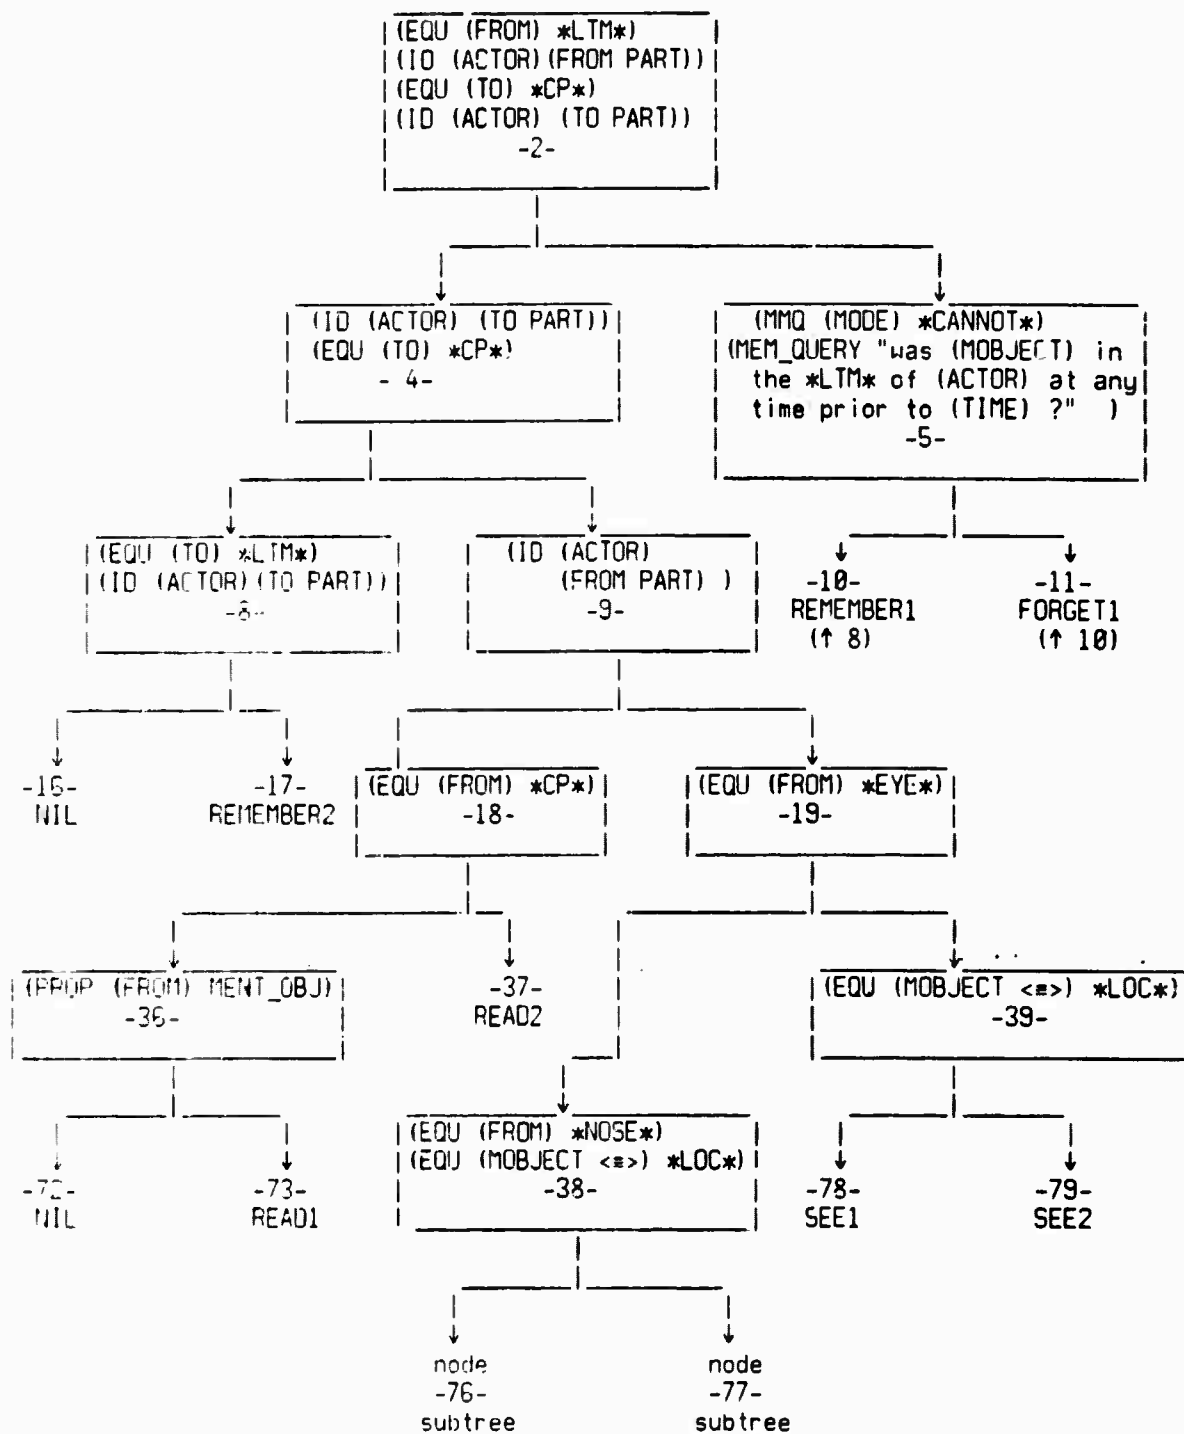 (EQU (FROM) *LTM*)
(ID (ACTOR)(FROM PART))
(EQU (TO) *CP*)
(ID (ACTOR) (TO PART))
-2-
(ID (ACTOR) (TO PART))
(EQU (TO) *CP*)
- 4-
(MMQ (MODE) *CANNOT*)
(MEM_QUERY "was (MOBJECT) in
the *LTM* of (ACTOR) at any
time prior to (TIME) ?" )
-5-
(EQU (TO) *LTM*)
(ID (ACTOR)(TO PART))
-8-
(ID (ACTOR)
(FROM PART) )
-9-
-10-
REMEMBER1
(↑ 8)
-11-
FORGET1
(↑ 10)
-16-
NIL
-17-
REMEMBER2
(EQU (FROM) *CP*)
-18-
(EQU (FROM) *EYE*)
-19-
(PROP (FROM) MENT_OBJ)
-36-
-37-
READ2
(EQU (MOBJECT <≡>) *LOC*)
-39-
(EQU (FROM) *NOSE*)
(EQU (MOBJECT <≡>) *LOC*)
-38-
-72-
NIL
-73-
READ1
-78-
SEE1
-79-
SEE2
node
-76-
subtree
node
-77-
subtree